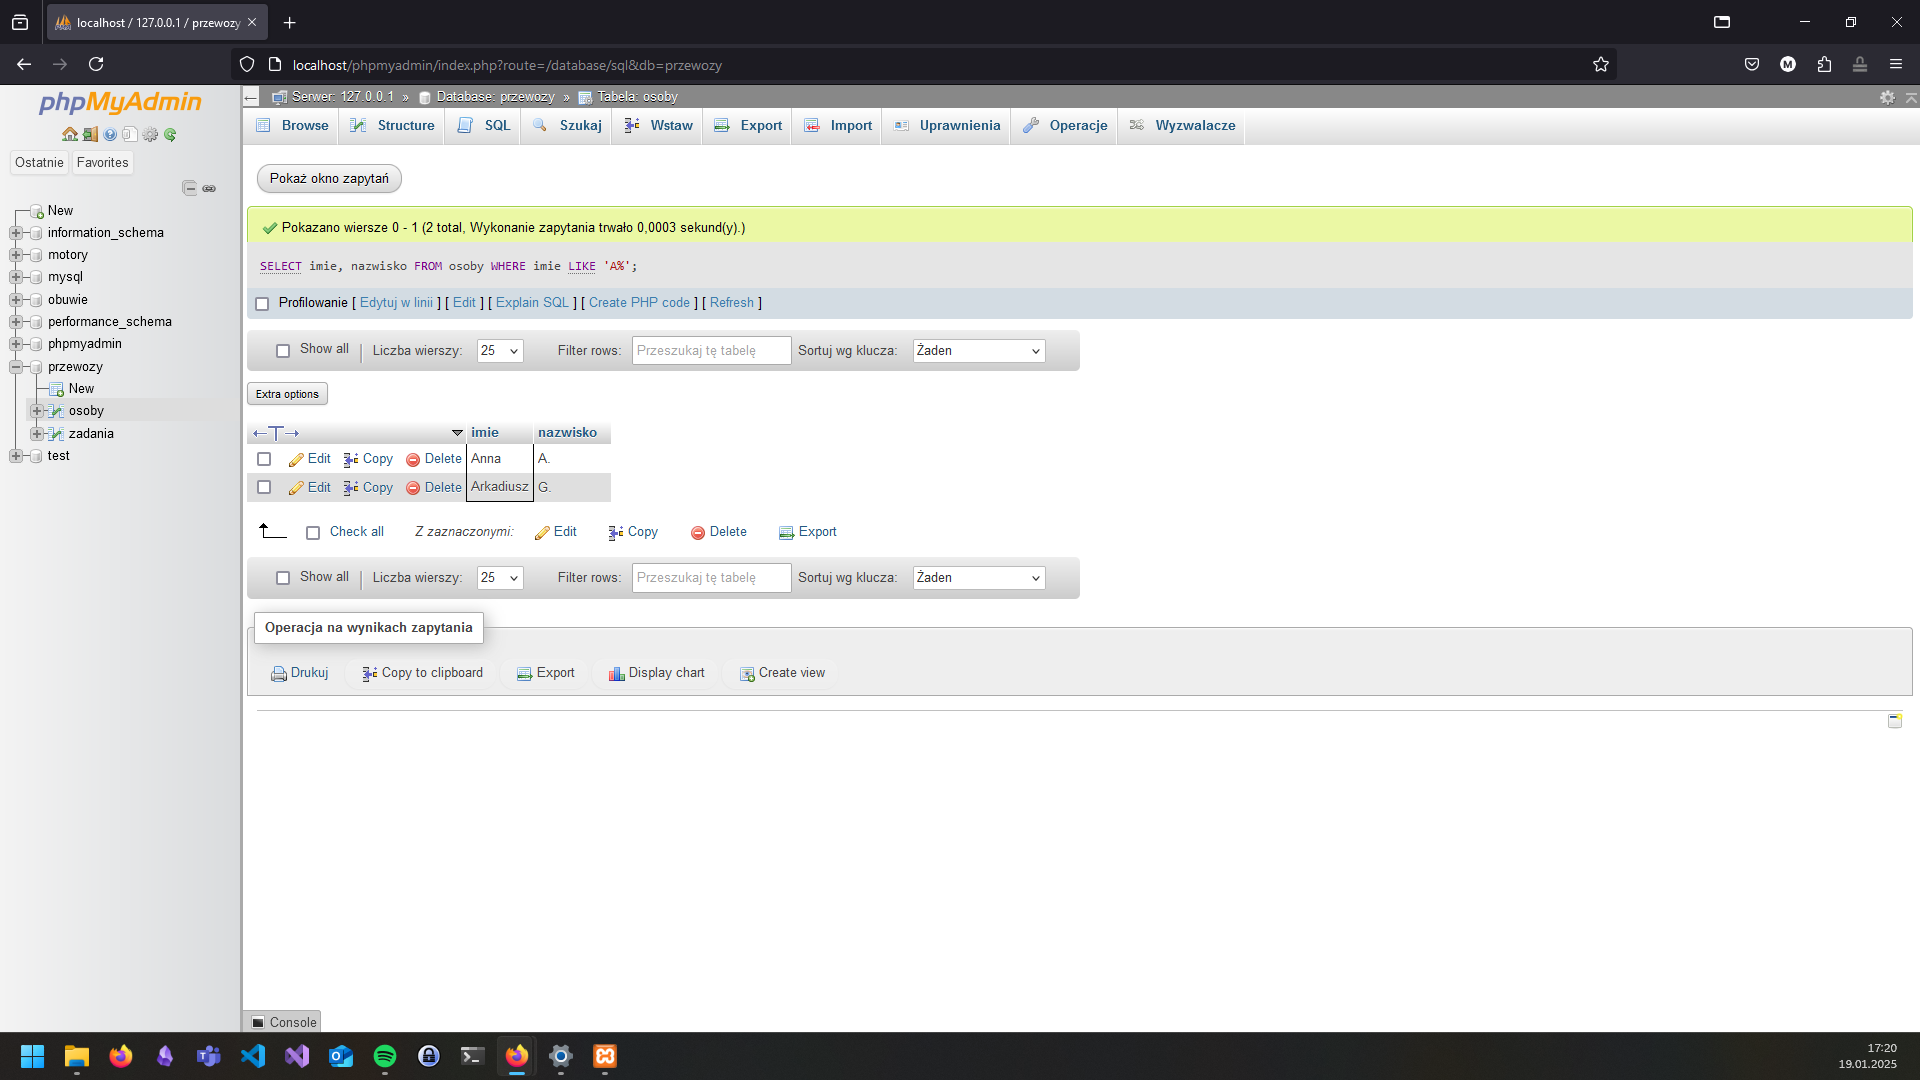 localhost / 127.0.0.1 / przewozy
localhost/phpmyadmin/index.php?route=/database/sql&db=przewozy
phpMyAdmin
Ostatnie Favorites
New
information_schema
motory
mysql
obuwie
performance_schema
phpmyadmin
przewozy
New
osoby
zadania
test
Serwer: 127.0.0.1 » Database: przewozy » Tabela: osoby
Browse Structure SQL Szukaj Wstaw Export Import Uprawnienia Operacje Wyzwalacze
Pokaż okno zapytań
Pokazano wiersze 0 - 1 (2 total, Wykonanie zapytania trwało 0,0003 sekund(y).)
SELECT imie, nazwisko FROM osoby WHERE imie LIKE 'A%';
Profilowanie [ Edytuj w linii ] [ Edit ] [ Explain SQL ] [ Create PHP code ] [ Refresh ]
Show all Liczba wierszy: 25 Filter rows: Przeszukaj tę tabelę Sortuj wg klucza: Żaden
Extra options
←T→ imie nazwisko
Edit Copy Delete Anna A.
Edit Copy Delete Arkadiusz G.
Check all Z zaznaczonymi: Edit Copy Delete Export
Show all Liczba wierszy: 25 Filter rows: Przeszukaj tę tabelę Sortuj wg klucza: Żaden
Operacja na wynikach zapytania
Drukuj Copy to clipboard Export Display chart Create view
Console
17:20
19.01.2025